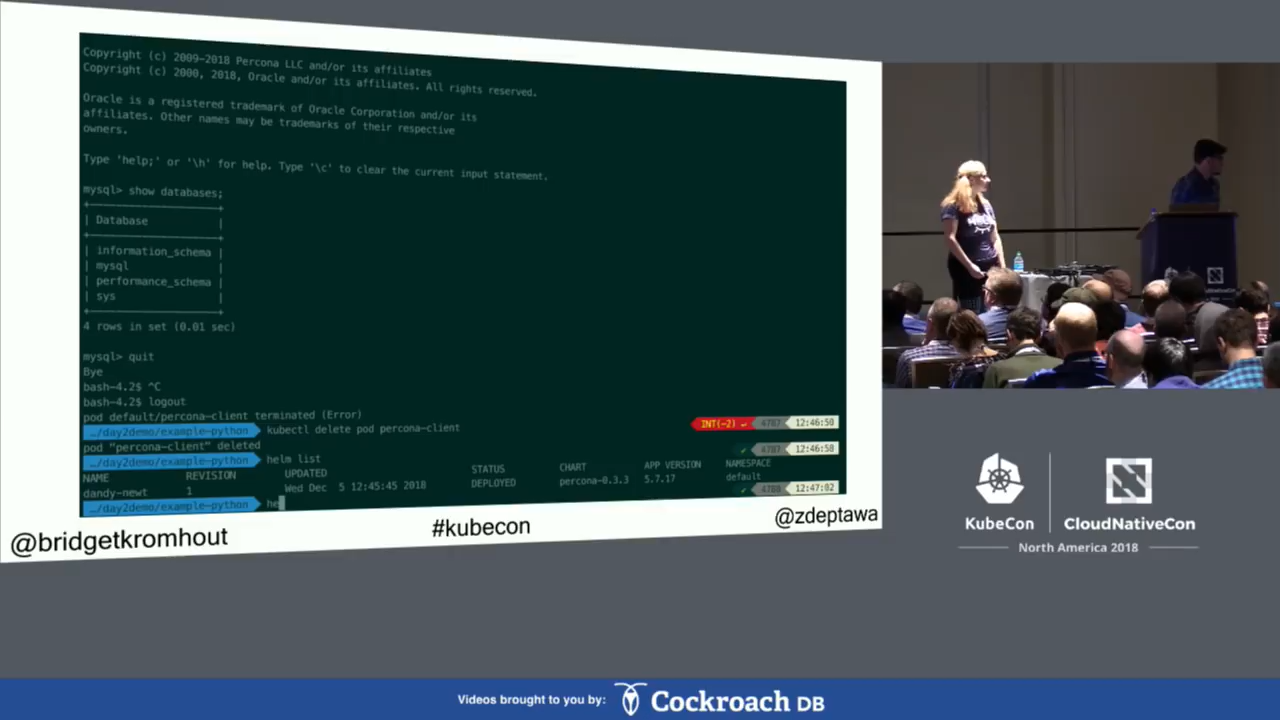 Copyright (c) 2009-2018 Percona LLC and/or its affiliates
Copyright (c) 2000, 2018, Oracle and/or its affiliates. All rights reserved.
Oracle is a registered trademark of Oracle Corporation and/or its
affiliates. Other names may be trademarks of their respective
owners.
Type 'help;' or '\h' for help. Type '\c' to clear the current input statement.
mysql> show databases;
+--------------------+
| Database           |
+--------------------+
| information_schema |
| mysql              |
| performance_schema |
| sys                |
+--------------------+
4 rows in set (0.01 sec)
mysql> quit
Bye
bash-4.2$ ^C
bash-4.2$ logout
pod default/percona-client terminated (Error)
…/day2demo/example-python kubectl delete pod percona-client INT(-2) ↵ 4787 12:46:50
pod "percona-client" deleted
…/day2demo/example-python helm list ✓ 4787 12:46:58
NAME REVISION UPDATED STATUS CHART APP VERSION NAMESPACE
dandy-newt 1 Wed Dec 5 12:45:45 2018 DEPLOYED percona-0.3.3 5.7.17 default
…/day2demo/example-python he ✓ 4788 12:47:02
@bridgetkromhout #kubecon @zdeptawa
KubeCon CloudNativeCon
North America 2018
Videos brought to you by: Cockroach DB